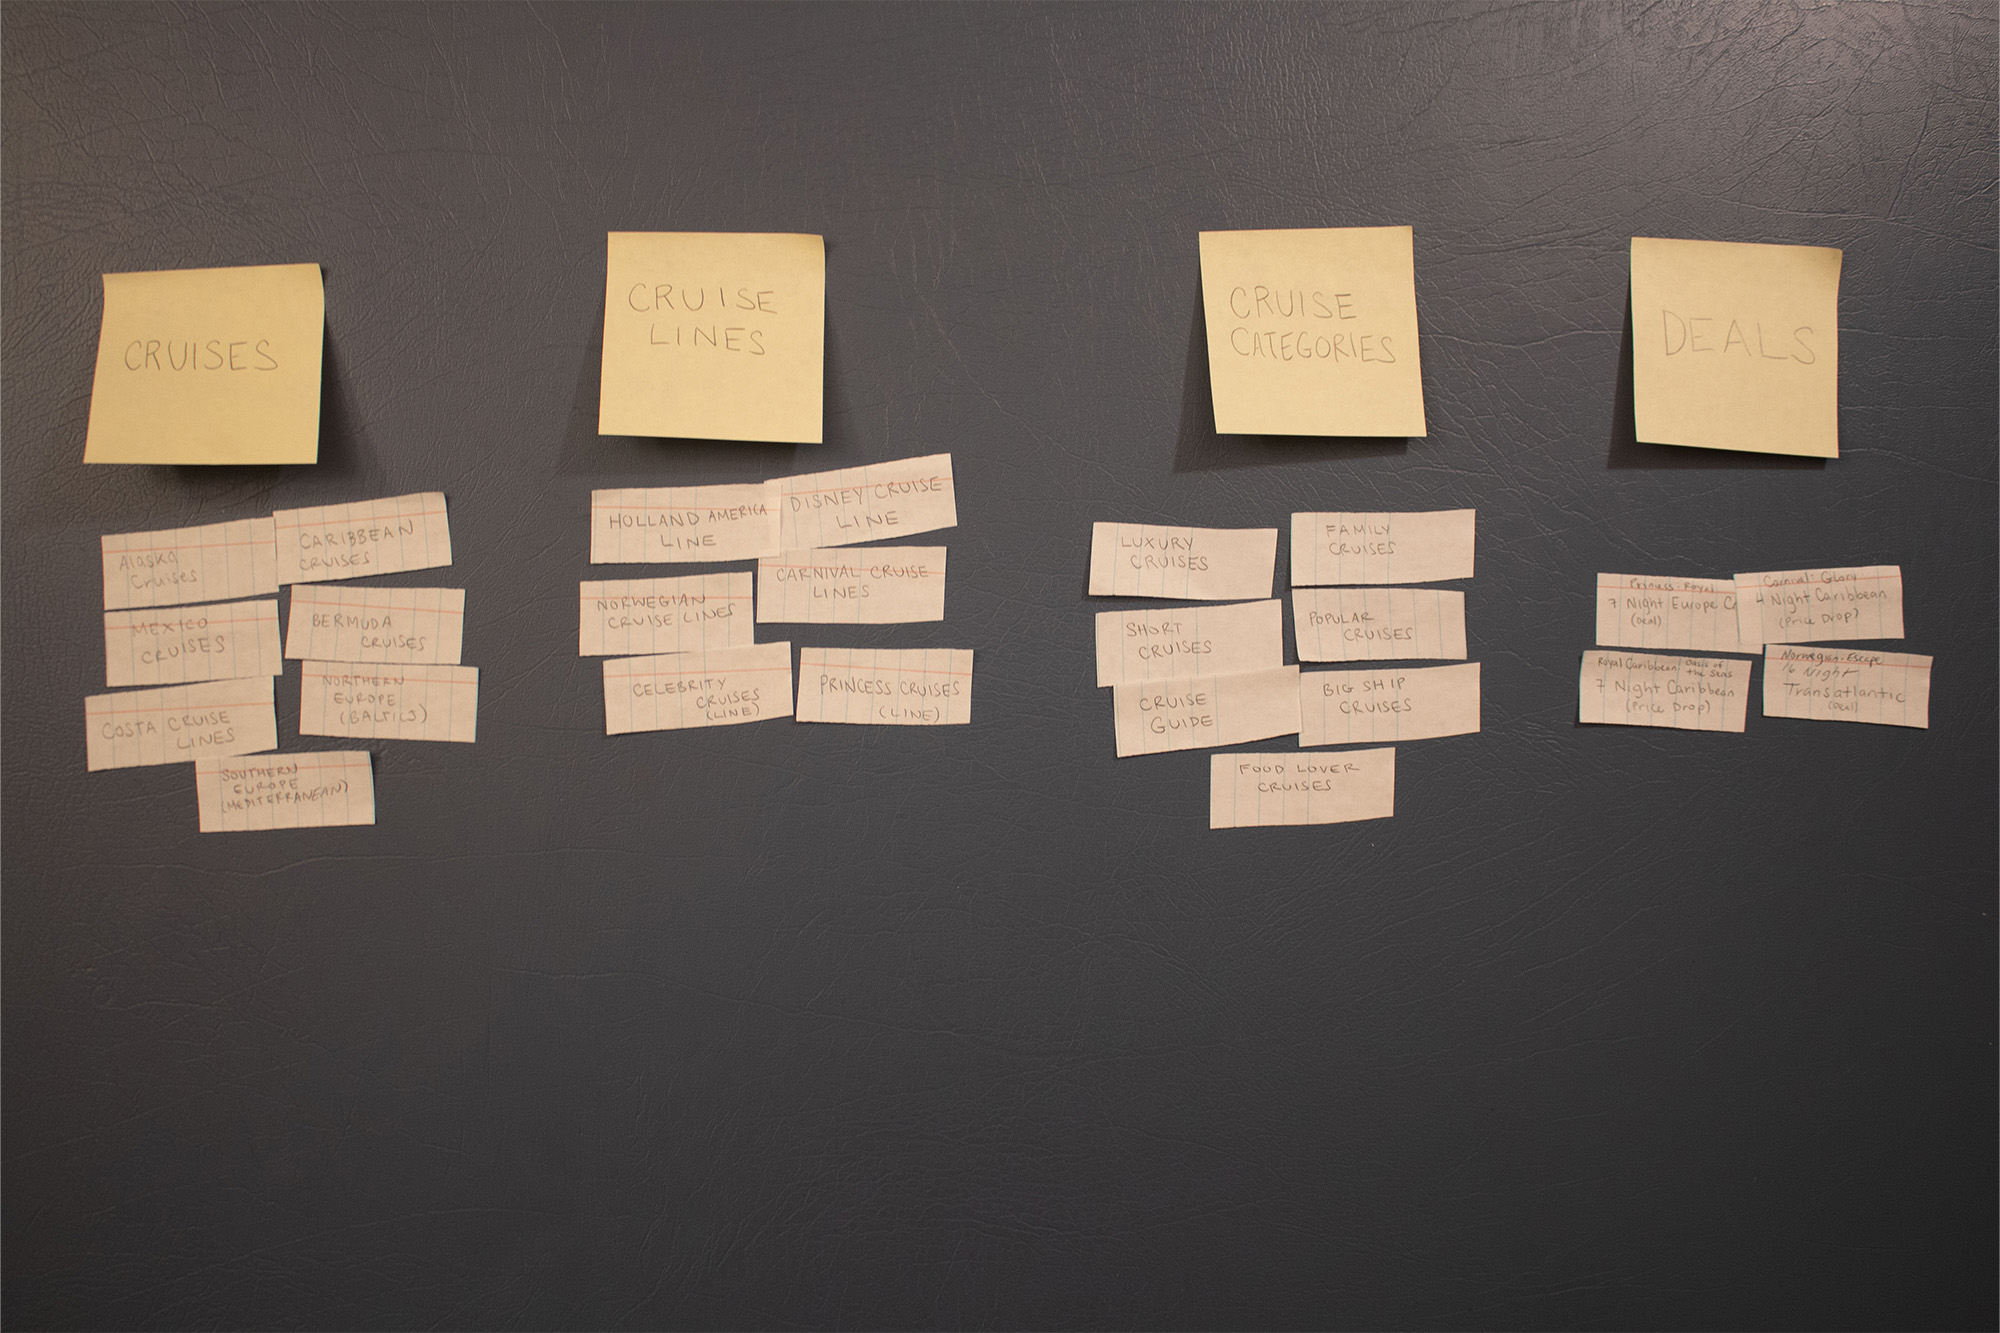 CRUISES
Alaska
Cruises
CARIBBEAN
CRUISES
MEXICO
CRUISES
BERMUDA
CRUISES
COSTA CRUISE
LINES
NORTHERN
EUROPE
(BALTICS)
SOUTHERN
EUROPE
(MEDITERRANEAN)
CRUISE
LINES
HOLLAND AMERICA
LINE
DISNEY CRUISE
LINE
NORWEGIAN
CRUISE LINES
CARNIVAL CRUISE
LINES
CELEBRITY
CRUISES
(LINE)
PRINCESS CRUISES
(LINE)
CRUISE
CATEGORIES
LUXURY
CRUISES
FAMILY
CRUISES
SHORT
CRUISES
POPULAR
CRUISES
CRUISE
GUIDE
BIG SHIP
CRUISES
FOOD LOVER
CRUISES
DEALS
Princess-Royal
7 Night Europe
(Deal)
Carnival-Glory
4 Night Caribbean
(Price Drop)
Royal Caribbean: Oasis of
the Seas
7 Night Caribbean
(Price Drop)
Norwegian-Escape
16 Night
Transatlantic
(Deal)